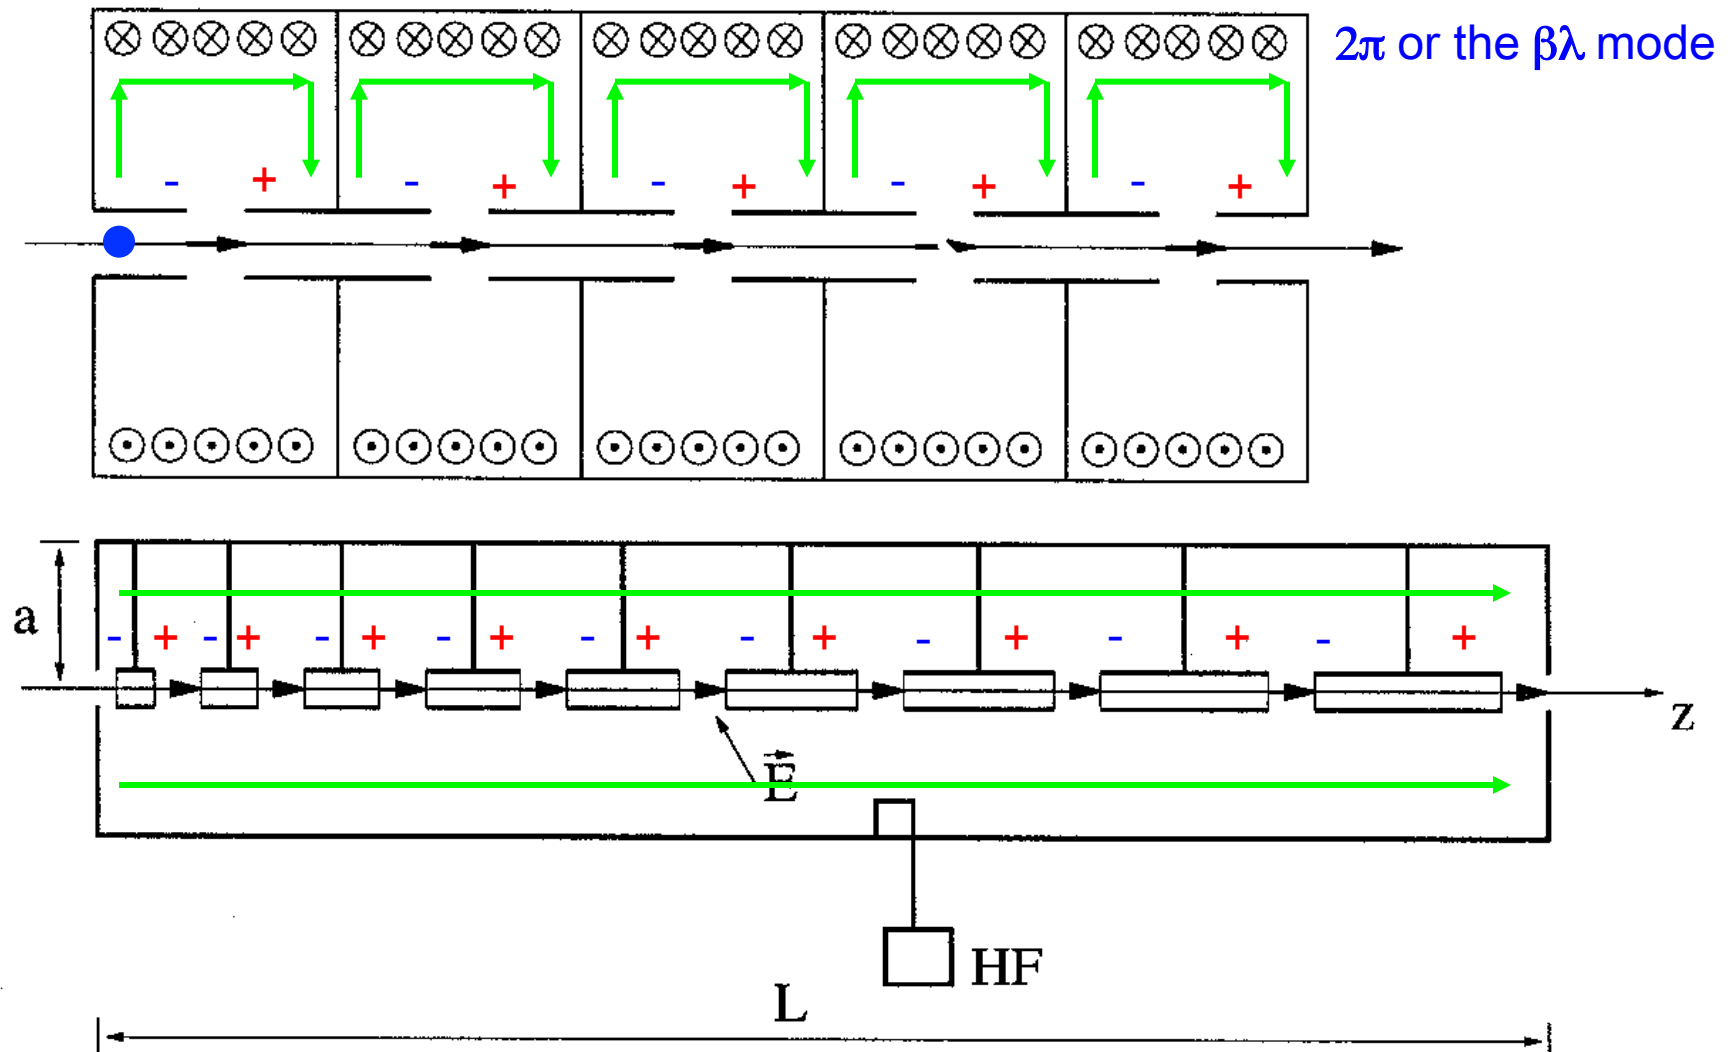 2π or the βλ mode
- + - + - + - + - +
a
- + - + - + - + - + - + - + - + - +
z
E
HF
L